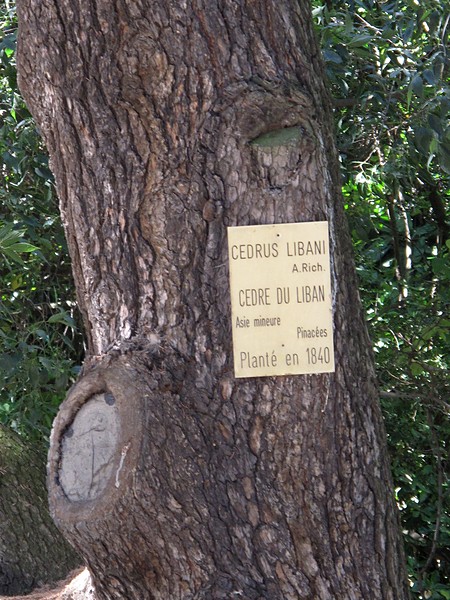 CEDRUS LIBANI
A.Rich.
CEDRE DU LIBAN
Asie mineure
Pinacées
Planté en 1840